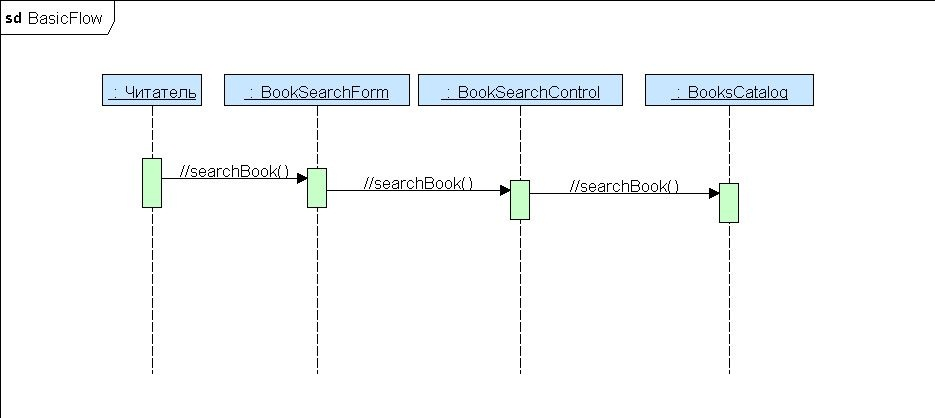 sd BasicFlow
: Читатель
: BookSearchForm
: BookSearchControl
: BooksCatalog
//searchBook()
//searchBook()
//searchBook()